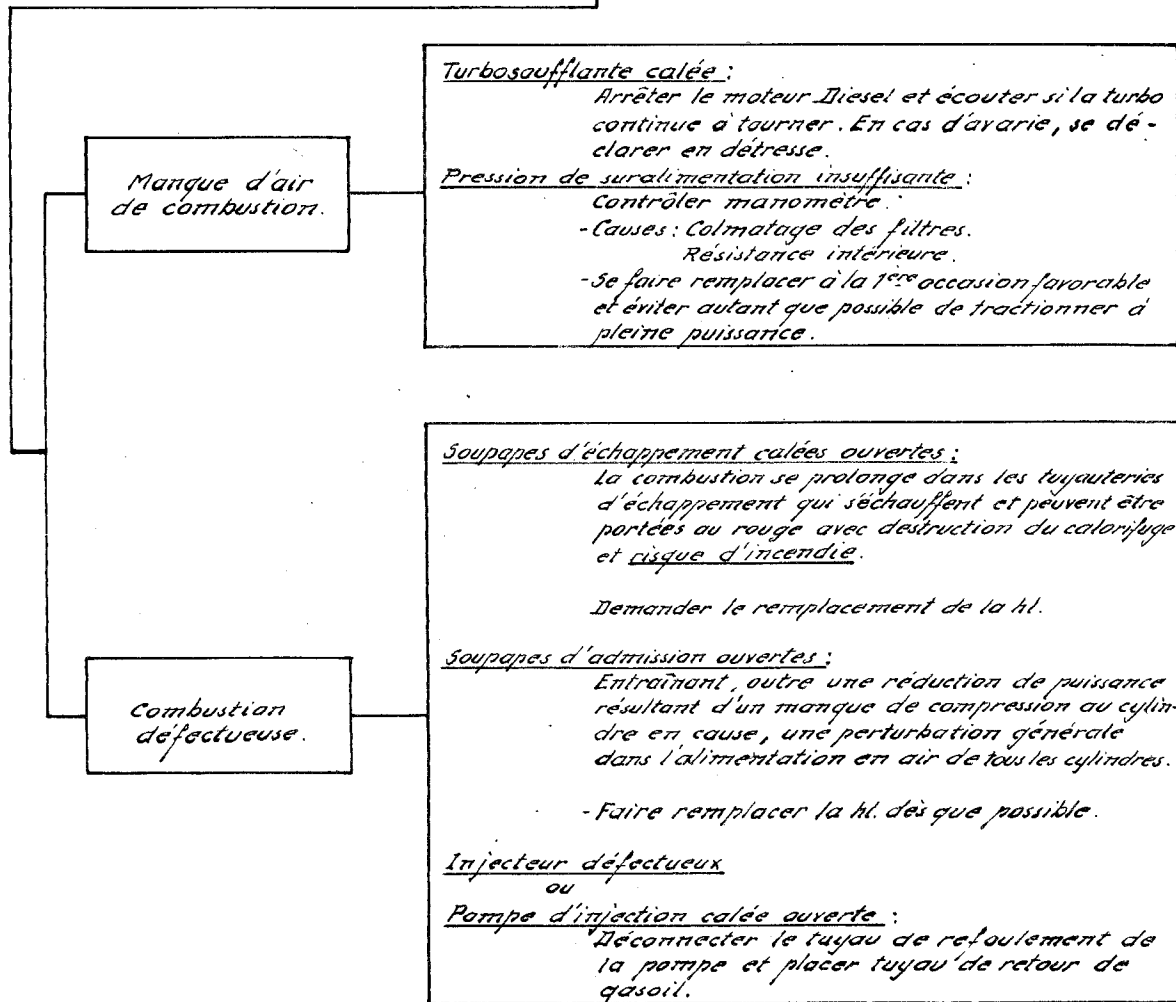 Turbosoufflante calée :
Arrêter le moteur Diesel et écouter si la turbo
continue à tourner. En cas d'avarie, se dé-
clarer en détresse.
Manque d'air
de combustion.
Pression de suralimentation insuffisante :
Contrôler manomètre.
- Causes : Colmatage des filtres.
Résistance intérieure.
- Se faire remplacer à la 1ère occasion favorable
et éviter autant que possible de tractionner à
pleine puissance.
Soupapes d'échappement calées ouvertes :
La combustion se prolonge dans les tuyauteries
d'échappement qui s'échauffent et peuvent être
portées au rouge avec destruction du calorifuge
et risque d'incendie.
Demander le remplacement de la hl.
Combustion
défectueuse.
Soupapes d'admission ouvertes :
Entraînant, outre une réduction de puissance
résultant d'un manque de compression au cylin-
dre en cause, une perturbation générale
dans l'alimentation en air de tous les cylindres.
- Faire remplacer la hl. dès que possible.
Injecteur défectueux
ou
Pompe d'injection calée ouverte :
Déconnecter le tuyau de refoulement de
la pompe et placer tuyau de retour de
gasoil.